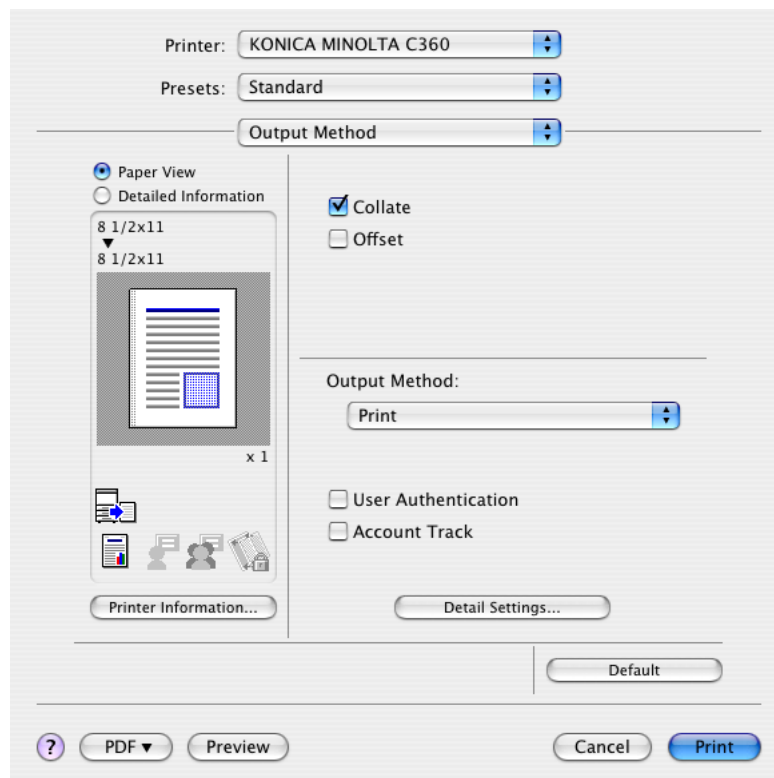 Printer: KONICA MINOLTA C360
Presets: Standard
Output Method
Paper View
Detailed Information
8 1/2x11
8 1/2x11
x 1
Printer Information...
Collate
Offset
Output Method:
Print
User Authentication
Account Track
Detail Settings...
Default
? PDF▼ Preview Cancel Print